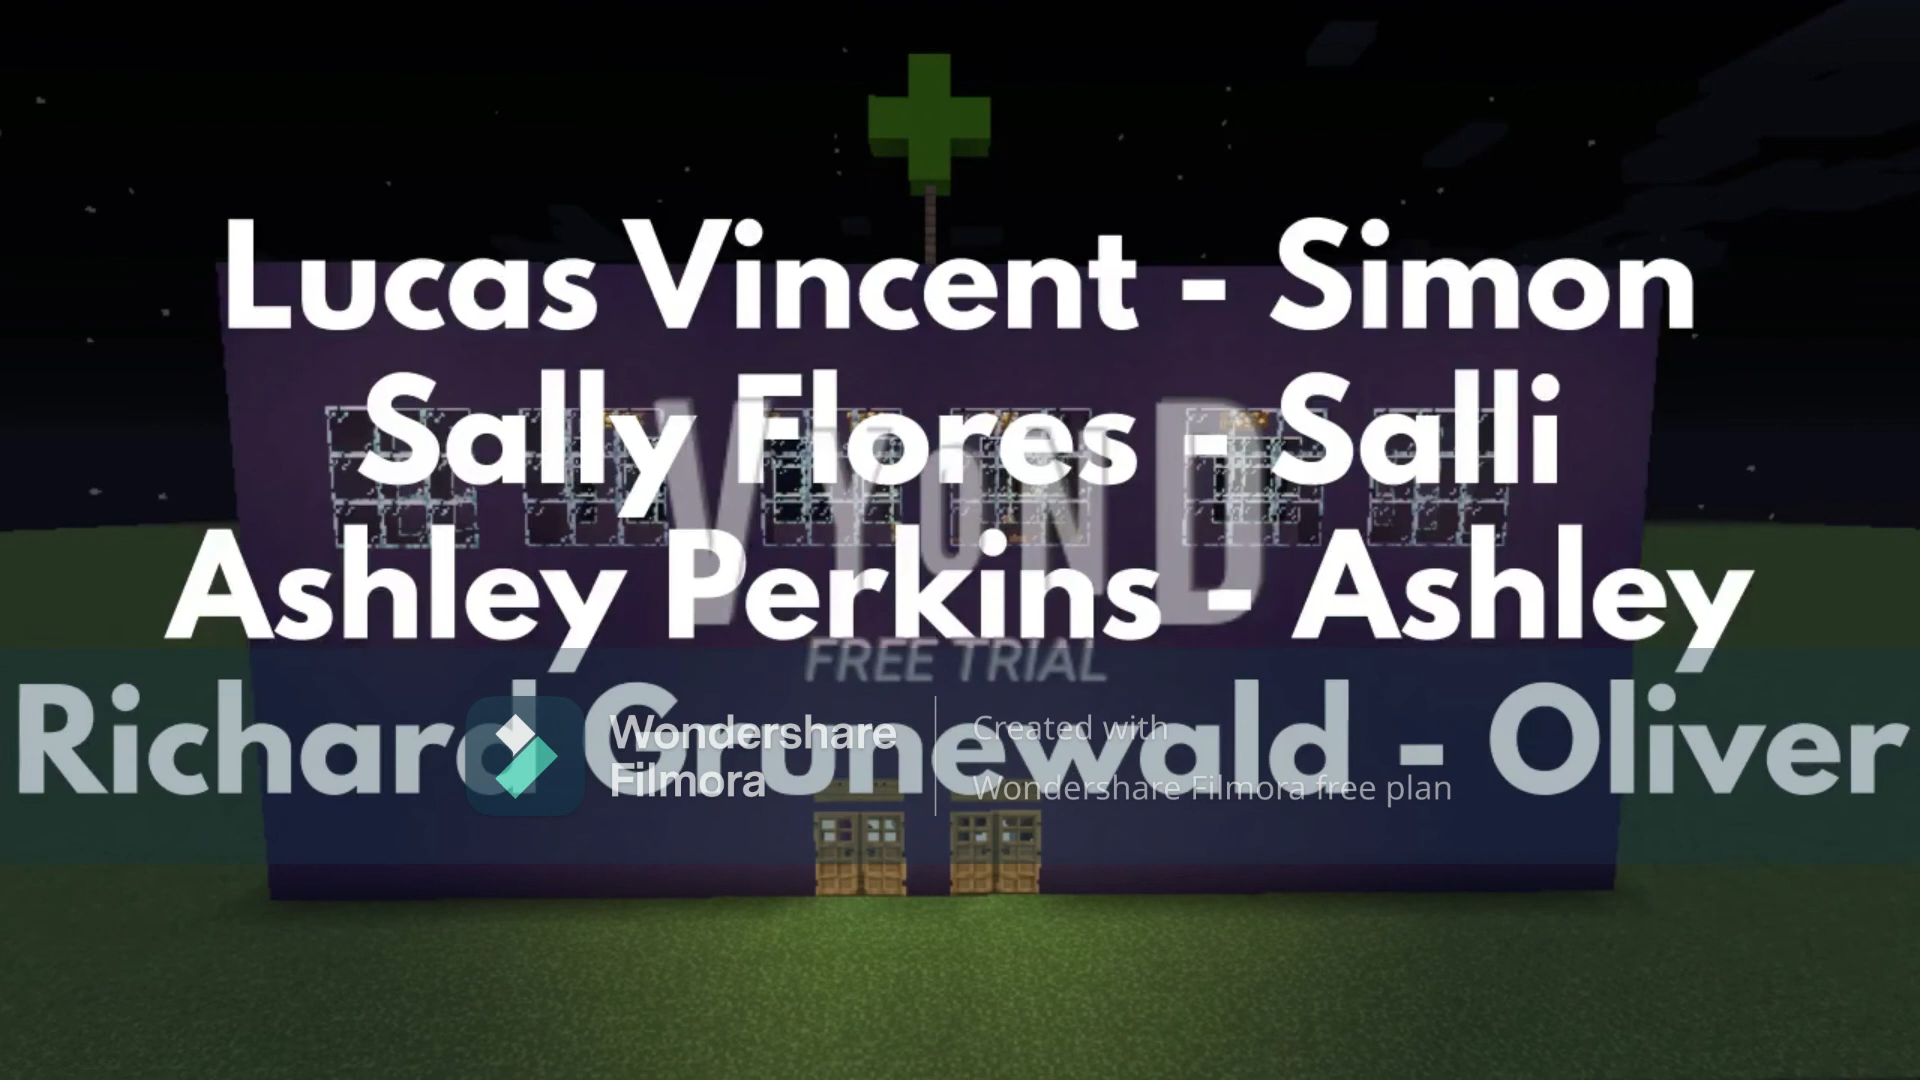 Lucas Vincent - Simon
Sally Flores - Salli
VYOND
Ashley Perkins - Ashley
FREE TRIAL
Richard Grunewald - Oliver
Wondershare
Filmora
Created with
Wondershare Filmora free plan